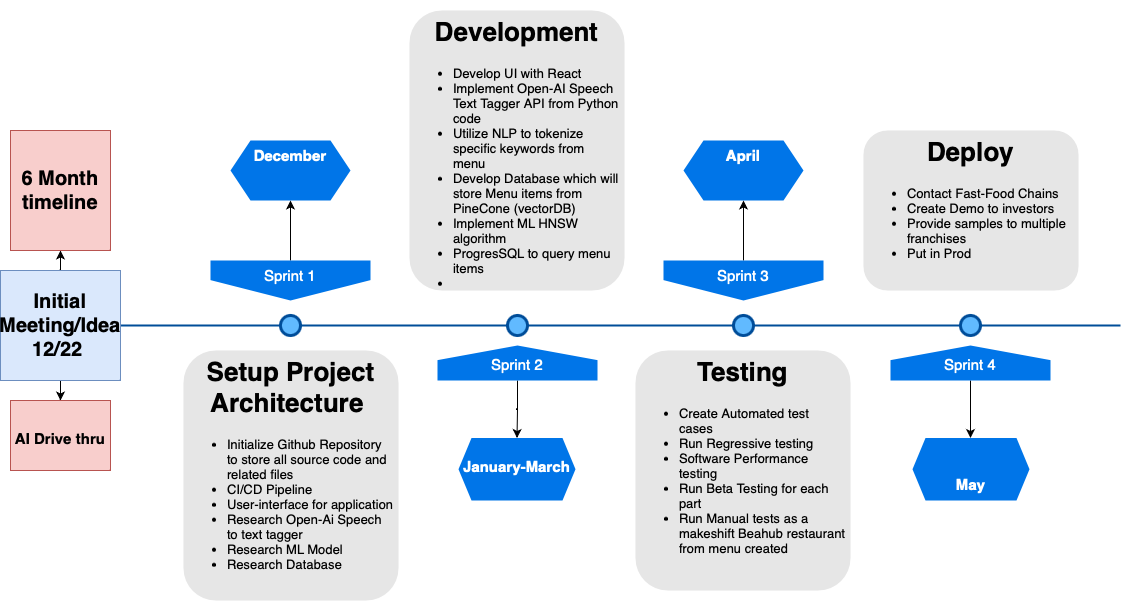 6 Month
timeline
Initial
Meeting/Idea
12/22
AI Drive thru
December
Sprint 1
Setup Project
Architecture
• Initialize Github Repository
to store all source code and
related files
• CI/CD Pipeline
• User-interface for application
• Research Open-Ai Speech
to text tagger
• Research ML Model
• Research Database
Development
• Develop UI with React
• Implement Open-AI Speech
Text Tagger API from Python
code
• Utilize NLP to tokenize
specific keywords from
menu
• Develop Database which will
store Menu items from
PineCone (vectorDB)
• Implement ML HNSW
algorithm
• ProgresSQL to query menu
items
•
Sprint 2
January-March
April
Sprint 3
Testing
• Create Automated test
cases
• Run Regressive testing
• Software Performance
testing
• Run Beta Testing for each
part
• Run Manual tests as a
makeshift Beahub restaurant
from menu created
Deploy
• Contact Fast-Food Chains
• Create Demo to investors
• Provide samples to multiple
franchises
• Put in Prod
Sprint 4
May